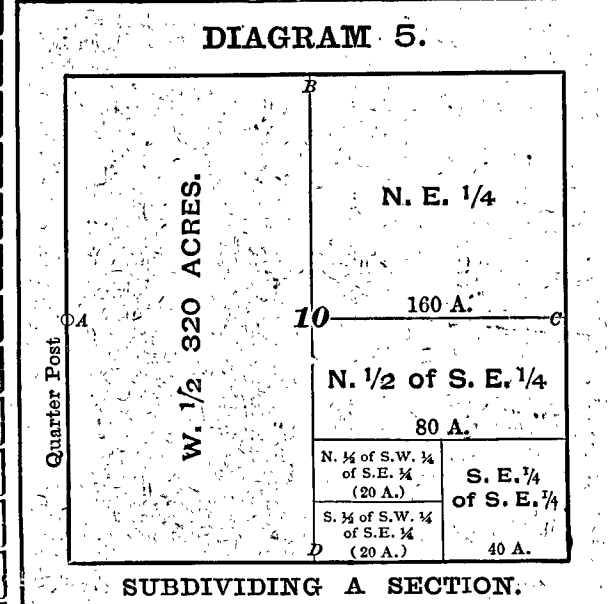 DIAGRAM 5.
B
W. 1/2 320 ACRES.
N. E. 1/4
160 A.
A
10
C
Quarter Post
N. 1/2 of S. E. 1/4
80 A.
N. ½ of S.W. ¼
of S.E. ¼
(20 A.)
S. E. 1/4
of S. E. 1/4
40 A.
S. ½ of S.W. ¼
of S.E. ¼
(20 A.)
D
SUBDIVIDING A SECTION.